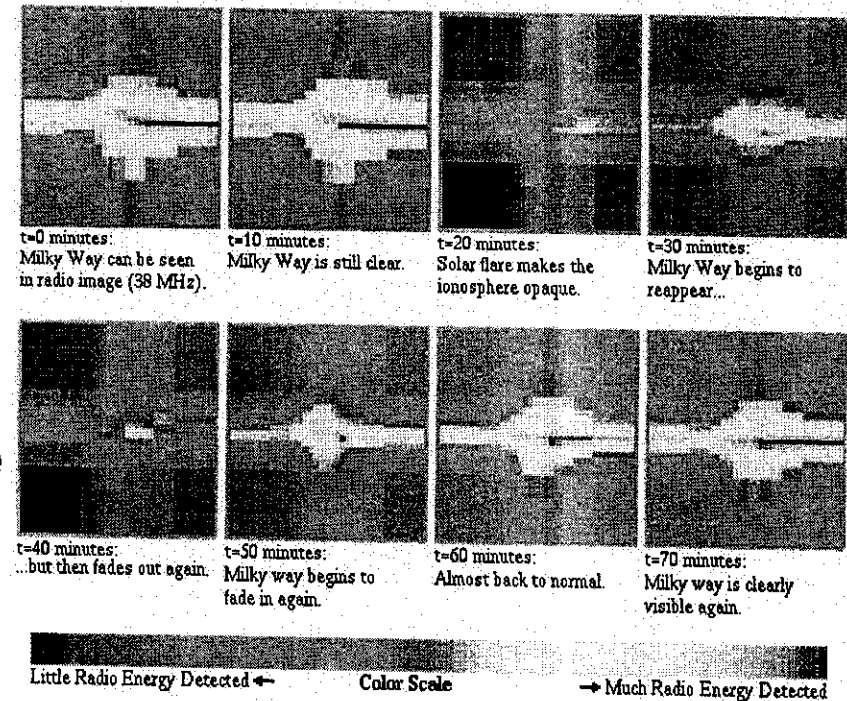 t=0 minutes:
Milky Way can be seen
in radio image (38 MHz).
t=10 minutes:
Milky Way is still clear.
t=20 minutes:
Solar flare makes the
ionosphere opaque.
t=30 minutes:
Milky Way begins to
reappear...
t=40 minutes:
...but then fades out again.
t=50 minutes:
Milky way begins to
fade in again.
t=60 minutes:
Almost back to normal.
t=70 minutes:
Milky way is clearly
visible again.
Little Radio Energy Detected ←
Color Scale
→ Much Radio Energy Detected